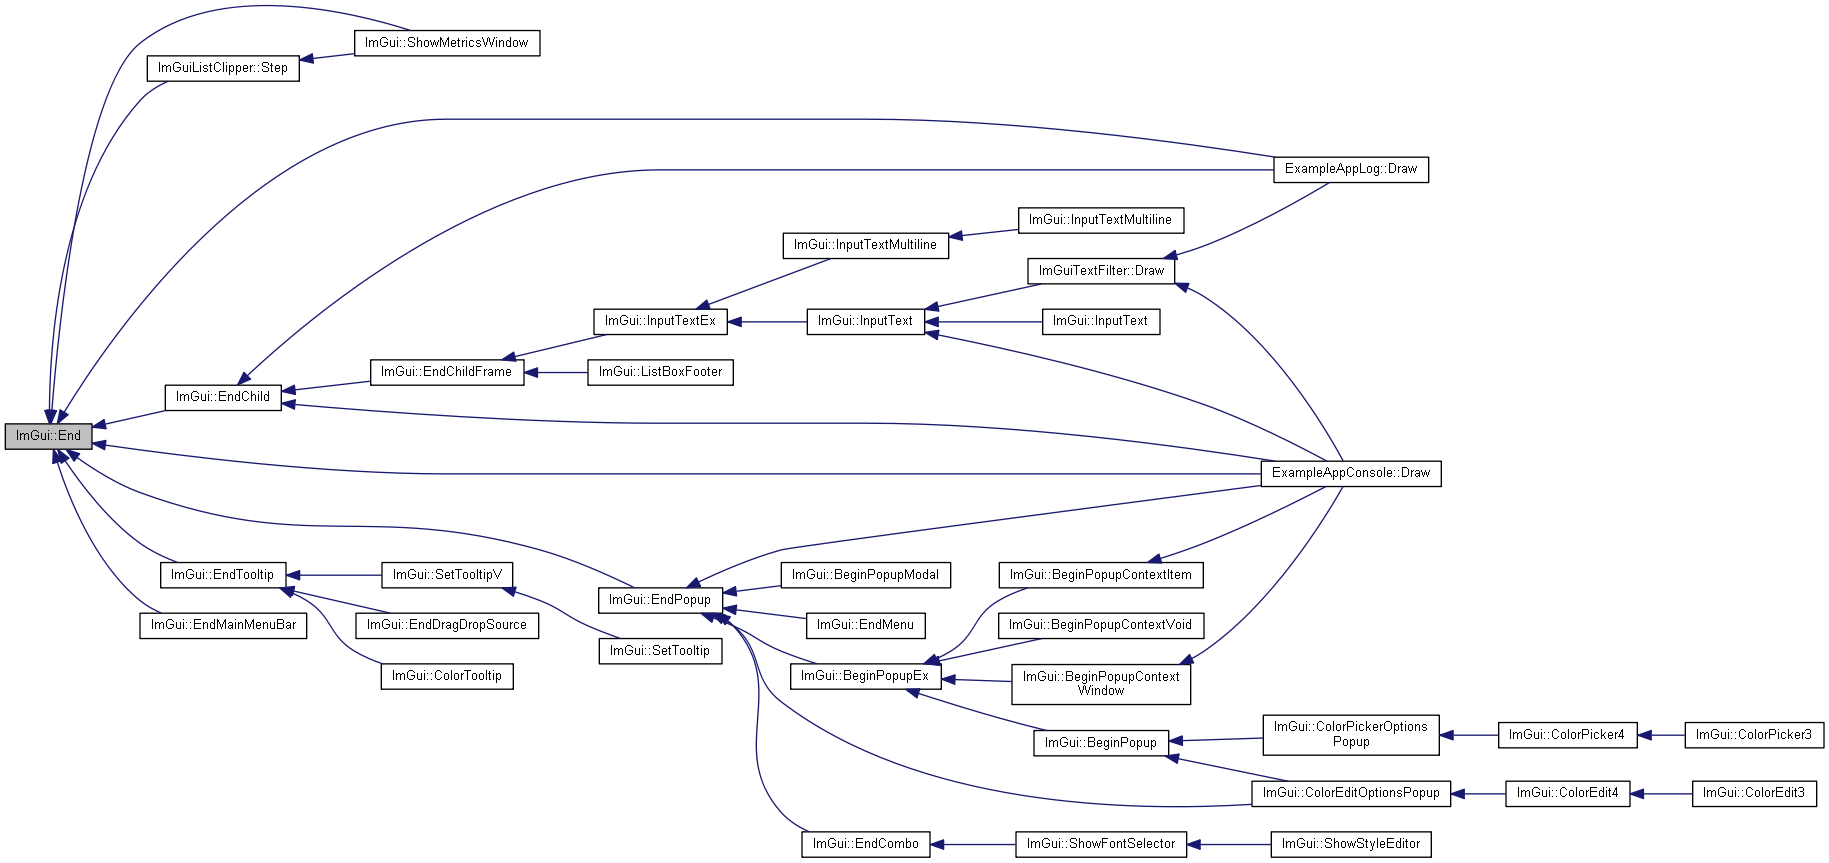 ImGui::ShowMetricsWindow
ImGuiListClipper::Step
ExampleAppLog::Draw
ImGui::InputTextMultiline
ImGui::InputTextMultiline
ImGuiTextFilter::Draw
ImGui::InputTextEx
ImGui::InputText
ImGui::InputText
ImGui::EndChildFrame
ImGui::ListBoxFooter
ImGui::EndChild
ImGui::End
ExampleAppConsole::Draw
ImGui::EndTooltip
ImGui::SetTooltipV
ImGui::BeginPopupModal
ImGui::BeginPopupContextItem
ImGui::EndPopup
ImGui::EndMainMenuBar
ImGui::EndDragDropSource
ImGui::EndMenu
ImGui::BeginPopupContextVoid
ImGui::SetTooltip
ImGui::ColorTooltip
ImGui::BeginPopupEx
ImGui::BeginPopupContext
Window
ImGui::BeginPopup
ImGui::ColorPickerOptions
Popup
ImGui::ColorPicker4
ImGui::ColorPicker3
ImGui::ColorEditOptionsPopup
ImGui::ColorEdit4
ImGui::ColorEdit3
ImGui::EndCombo
ImGui::ShowFontSelector
ImGui::ShowStyleEditor